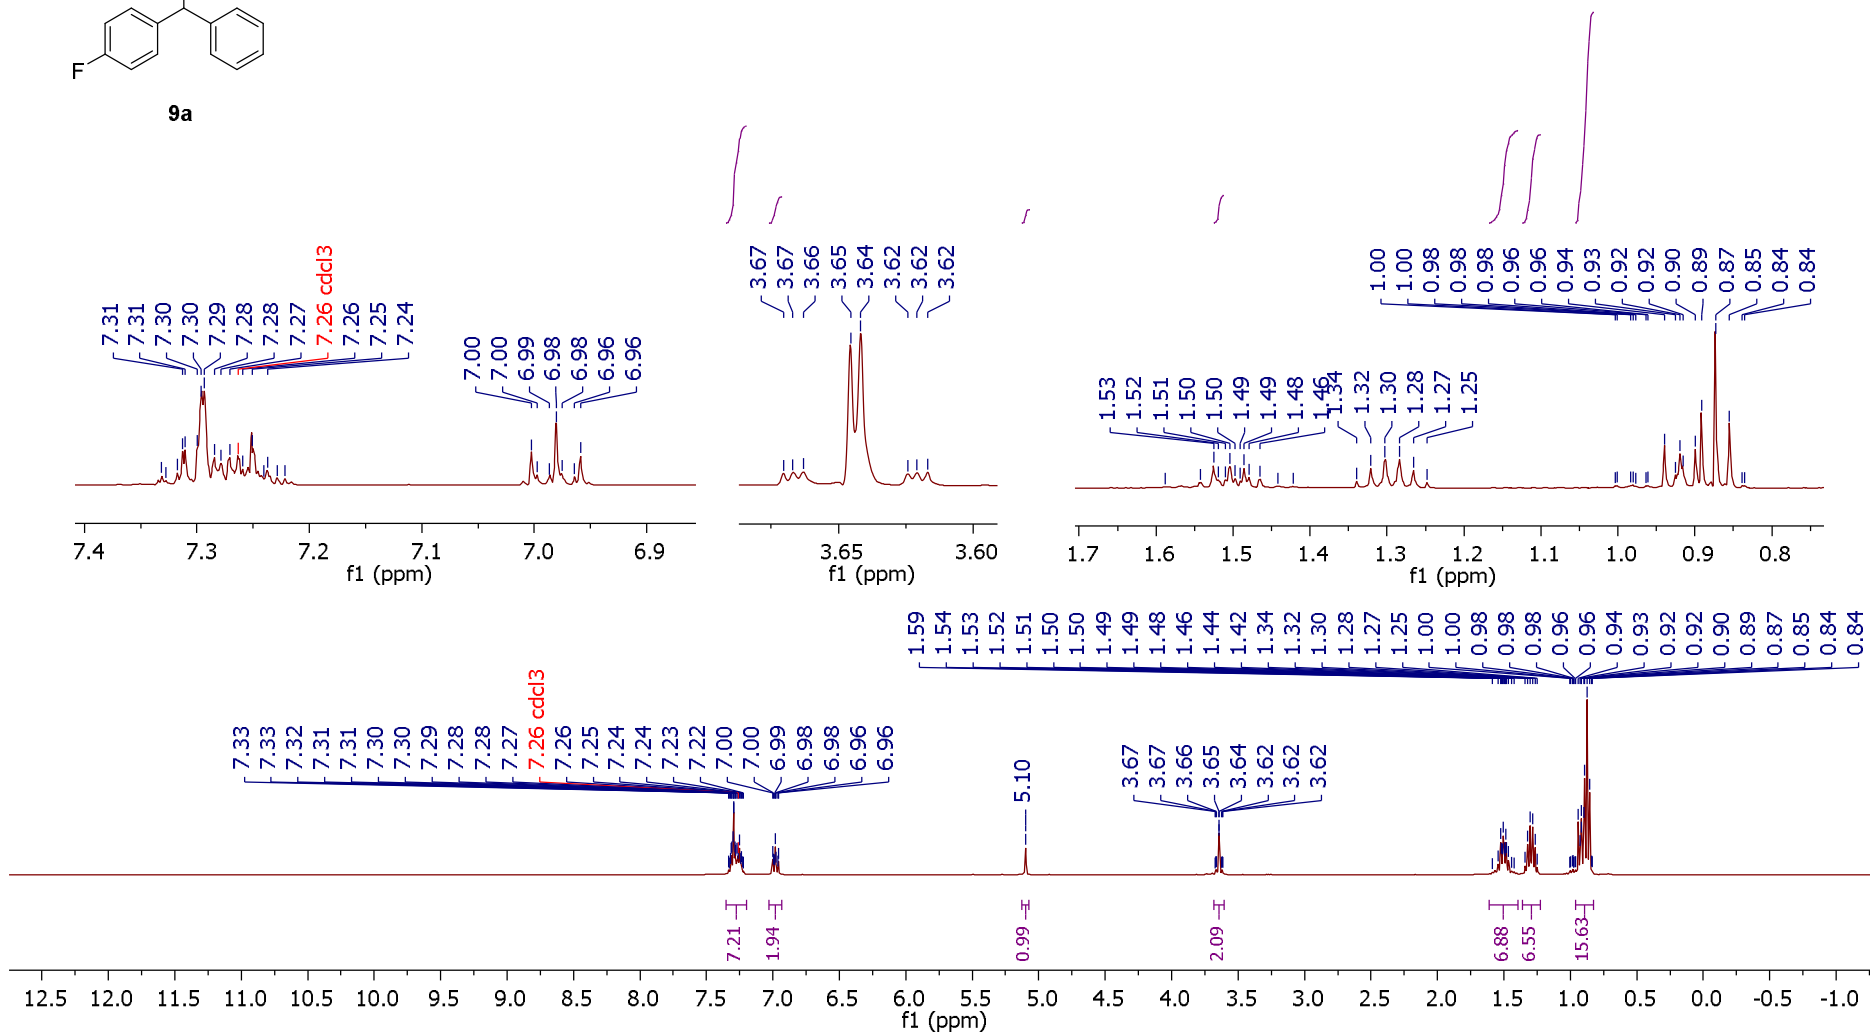 F
9a
7.31 7.31 7.30 7.30 7.29 7.28 7.28 7.27 7.26 cdcl3 7.26 7.25 7.24
7.00 7.00 6.99 6.98 6.98 6.96 6.96
7.4 7.3 7.2 7.1 7.0 6.9
f1 (ppm)
3.67 3.67 3.66 3.65 3.64 3.62 3.62 3.62
3.65 3.60
f1 (ppm)
1.53 1.52 1.51 1.50 1.50 1.49 1.49 1.48 1.46 1.34 1.32 1.30 1.28 1.27 1.25
1.00 1.00 0.98 0.98 0.98 0.96 0.96 0.94 0.93 0.92 0.92 0.90 0.89 0.87 0.85 0.84 0.84
1.7 1.6 1.5 1.4 1.3 1.2 1.1 1.0 0.9 0.8
f1 (ppm)
7.33 7.33 7.32 7.31 7.31 7.30 7.30 7.29 7.28 7.28 7.27 7.26 cdcl3 7.26 7.25 7.24 7.24 7.23 7.22 7.00 7.00 6.99 6.98 6.98 6.96 6.96
5.10
3.67 3.67 3.66 3.65 3.64 3.62 3.62 3.62
1.59 1.54 1.53 1.52 1.51 1.50 1.50 1.49 1.49 1.48 1.46 1.44 1.42 1.34 1.32 1.30 1.28 1.27 1.25 1.00 1.00 0.98 0.98 0.98 0.96 0.96 0.94 0.93 0.92 0.92 0.90 0.89 0.87 0.85 0.84 0.84
7.21 1.94 0.99 2.09 6.88 6.55 15.63
12.5 12.0 11.5 11.0 10.5 10.0 9.5 9.0 8.5 8.0 7.5 7.0 6.5 6.0 5.5 5.0 4.5 4.0 3.5 3.0 2.5 2.0 1.5 1.0 0.5 0.0 -0.5 -1.0
f1 (ppm)